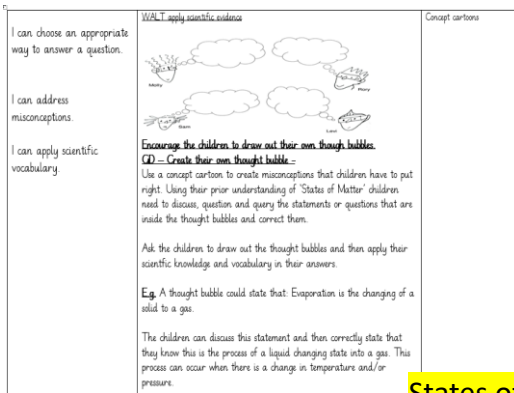 I can choose an appropriate
way to answer a question.
I can address
misconceptions.
I can apply scientific
vocabulary.
WALT apply scientific evidence
Molly
Rory
Sam
Levi
Encourage the children to draw out their own though bubbles.
GD – Create their own thought bubble –
Use a concept cartoon to create misconceptions that children have to put
right. Using their prior understanding of 'States of Matter' children
need to discuss, question and query the statements or questions that are
inside the thought bubbles and correct them.
Ask the children to draw out the thought bubbles and then apply their
scientfic knowledge and vocabulary in their answers.
E.g. A thought bubble could state that: Evaporation is the changing of a
solid to a gas.
The children can discuss this statement and then correctly state that
they know this is the process of a liquid changing state into a gas. This
process can occur when there is a change in temperature and/or
pressure.
Concept cartoons
States of